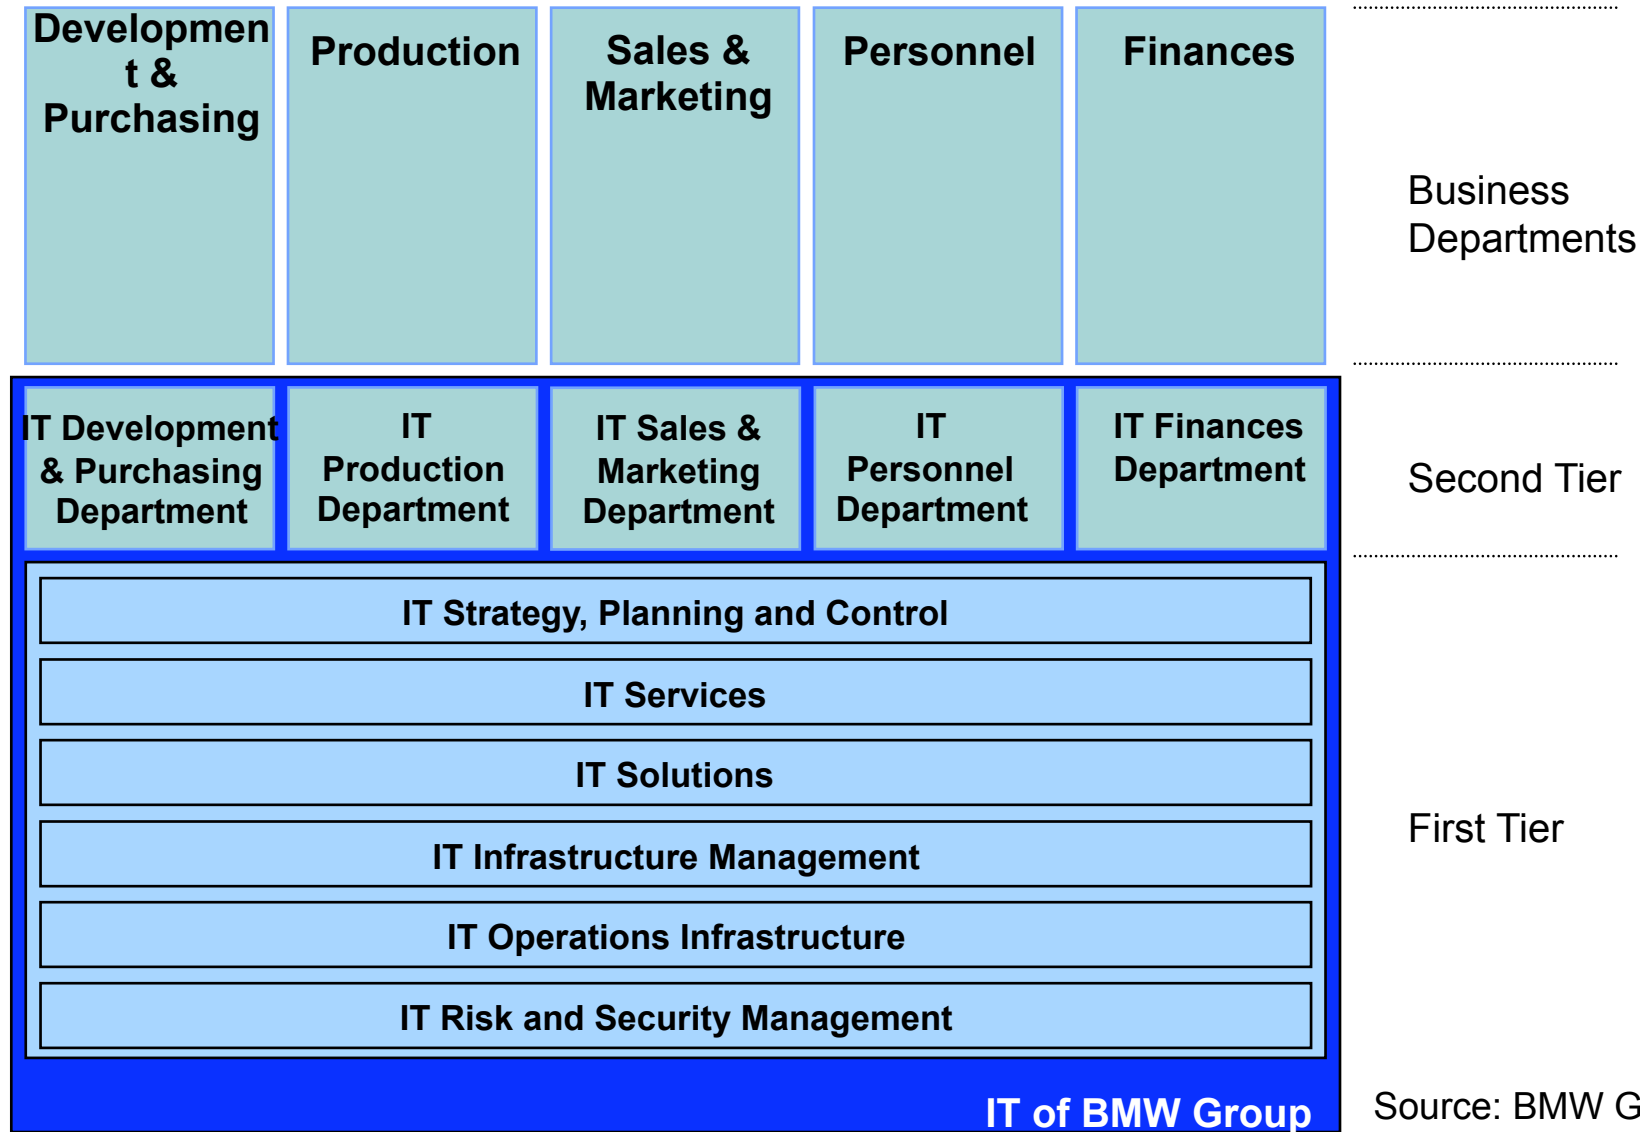 Developmen
t &
Purchasing
Production
Sales &
Marketing
Personnel
Finances
Business
Departments
IT Development
& Purchasing
Department
IT
Production
Department
IT Sales &
Marketing
Department
IT
Personnel
Department
IT Finances
Department
Second Tier
IT Strategy, Planning and Control
IT Services
IT Solutions
IT Infrastructure Management
IT Operations Infrastructure
IT Risk and Security Management
First Tier
IT of BMW Group
Source: BMW G